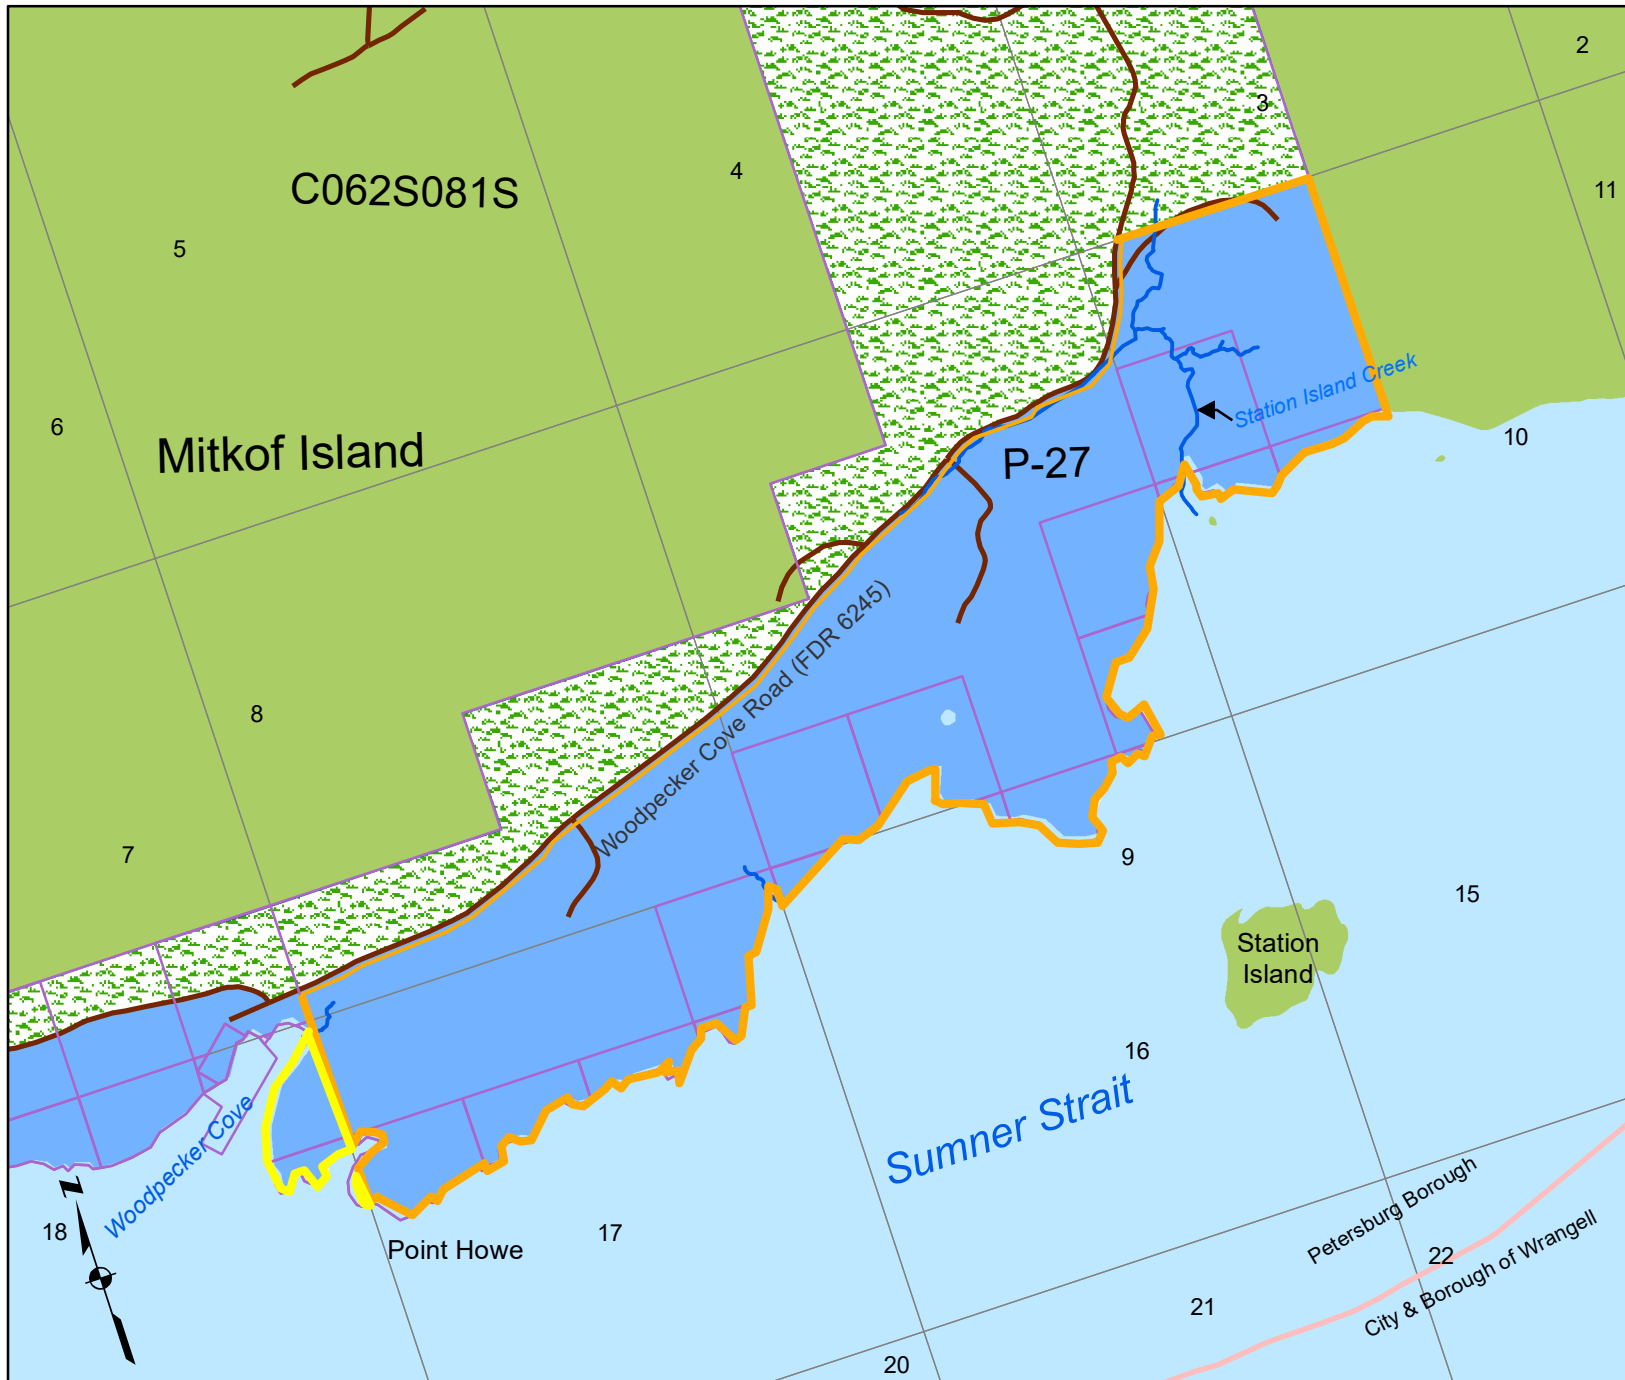 2
3
4
C062S081S
11
5
Station Island Creek
6
10
Mitkof Island
P-27
Woodpecker Cove Road (FDR 6245)
8
7
9
15
Station
Island
16
Sumner Strait
Woodpecker Cove
Z
18
17
Point Howe
Petersburg Borough
22
City & Borough of Wrangell
21
20